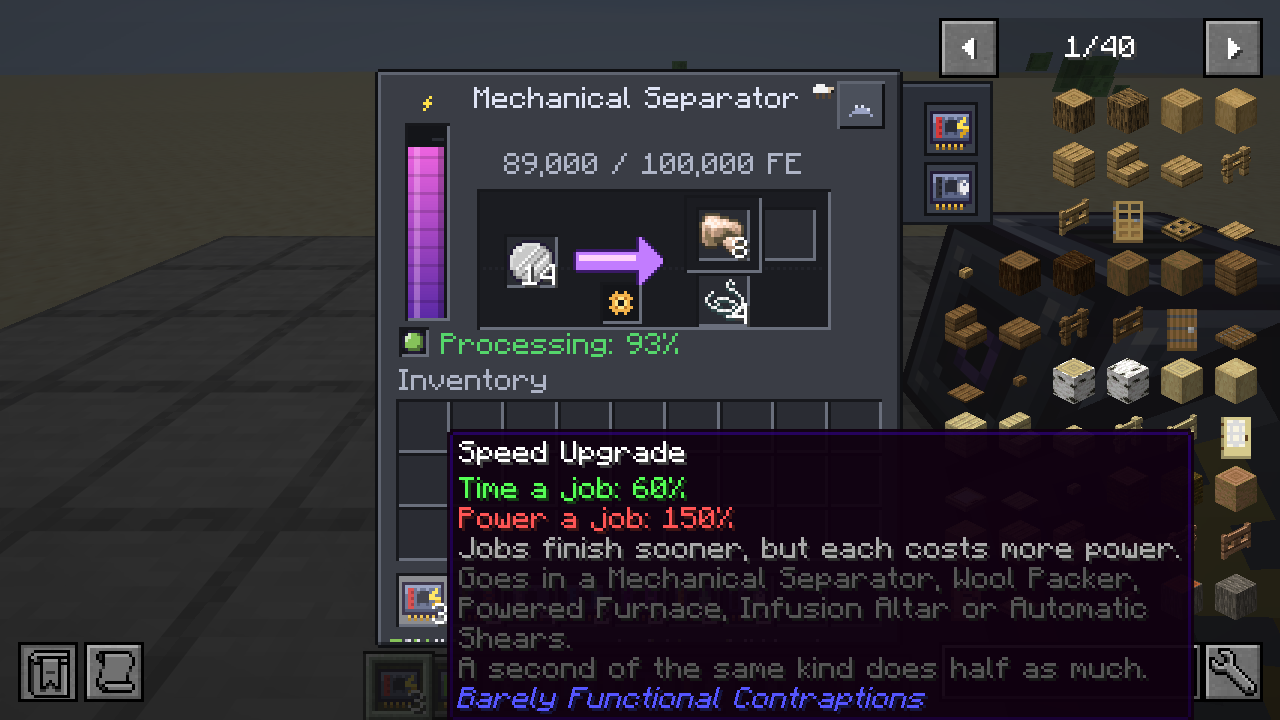 1/40
Mechanical Separator
89,000 / 100,000 FE
14
8
4
Processing: 93%
Inventory
Speed Upgrade
Time a job: 60%
Power a job: 150%
Jobs finish sooner, but each costs more power.
Goes in a Mechanical Separator, Wool Packer,
Powered Furnace, Infusion Altar or Automatic
Shears.
A second of the same kind does half as much.
Barely Functional Contraptions
3
3